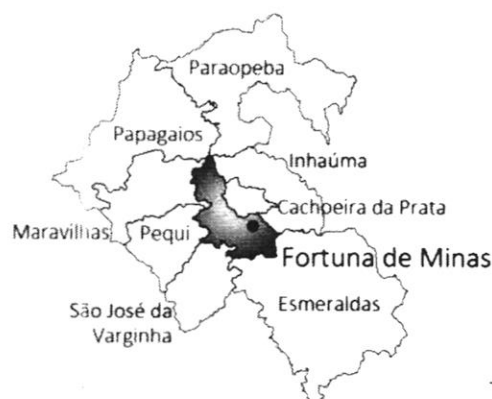 Paraopeba
Papagaios
Inhaúma
Cachoeira da Prata
Maravilhas
Pequi
Fortuna de Minas
São José da
Varginha
Esmeraldas